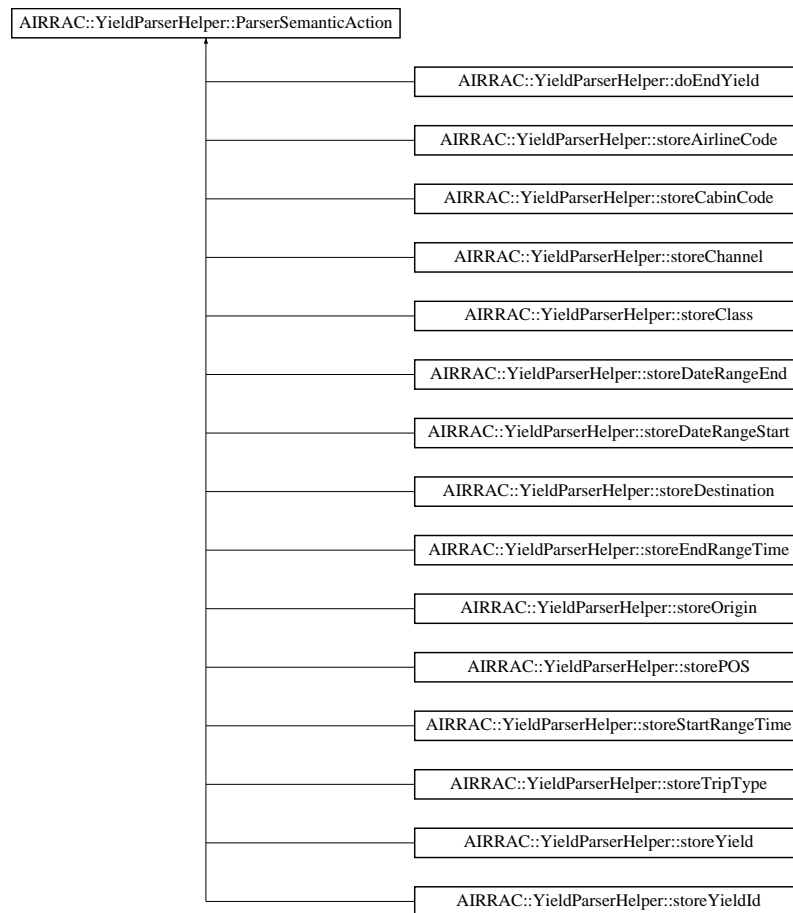 AIRRAC::YieldParserHelper::ParserSemanticAction
AIRRAC::YieldParserHelper::doEndYield
AIRRAC::YieldParserHelper::storeAirlineCode
AIRRAC::YieldParserHelper::storeCabinCode
AIRRAC::YieldParserHelper::storeChannel
AIRRAC::YieldParserHelper::storeClass
AIRRAC::YieldParserHelper::storeDateRangeEnd
AIRRAC::YieldParserHelper::storeDateRangeStart
AIRRAC::YieldParserHelper::storeDestination
AIRRAC::YieldParserHelper::storeEndRangeTime
AIRRAC::YieldParserHelper::storeOrigin
AIRRAC::YieldParserHelper::storePOS
AIRRAC::YieldParserHelper::storeStartRangeTime
AIRRAC::YieldParserHelper::storeTripType
AIRRAC::YieldParserHelper::storeYield
AIRRAC::YieldParserHelper::storeYieldId